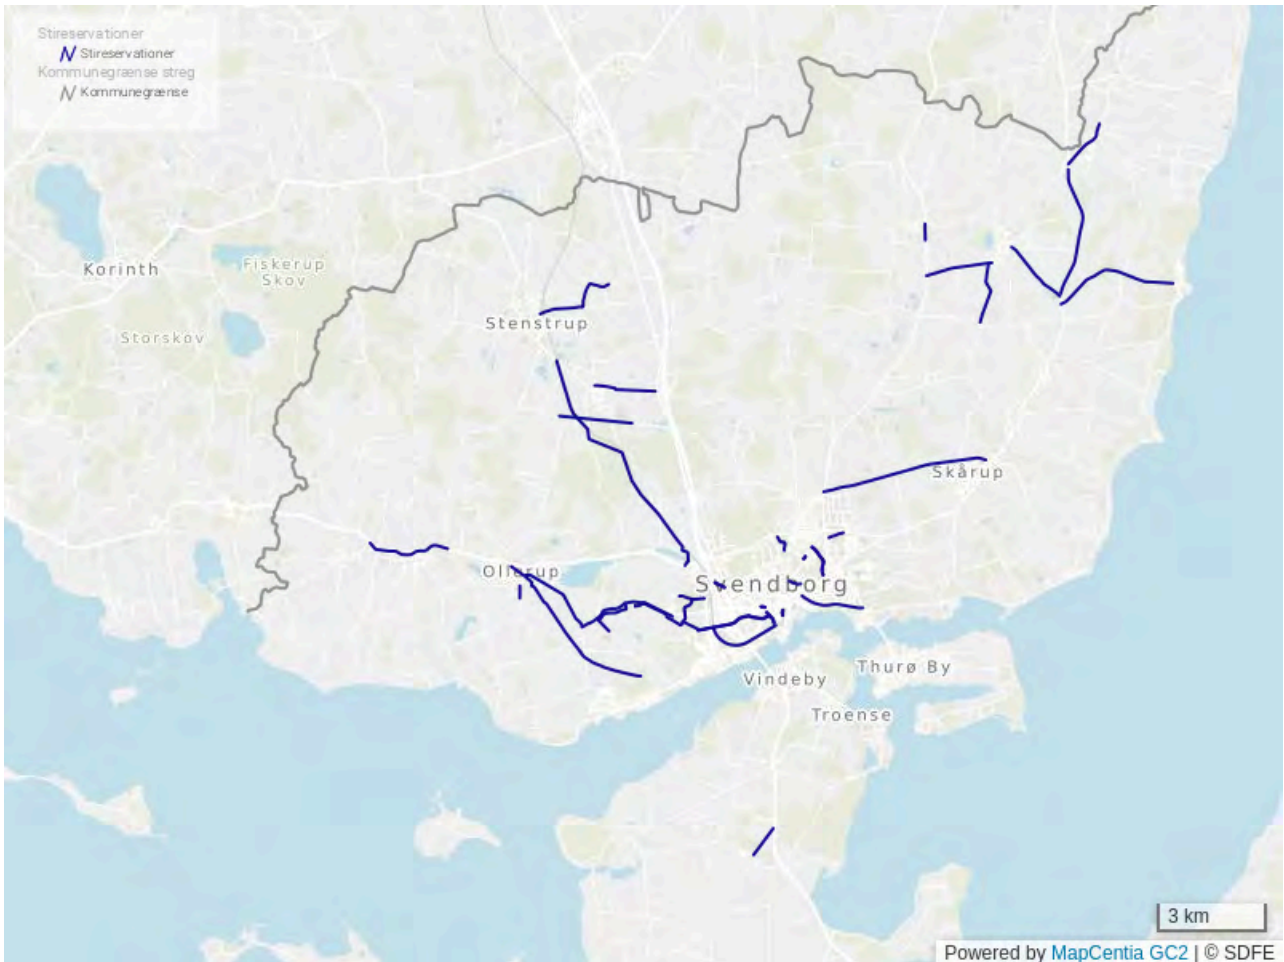 Stireservationer
Stireservationer
Kommunegrænse streg
Kommunegrænse
Korinth
Fiskerup
Skov
Storskov
Stenstrup
Skårup
Ollerup
Svendborg
Vindeby
Thurø By
Troense
3 km
Powered by MapCentia GC2 | © SDFE